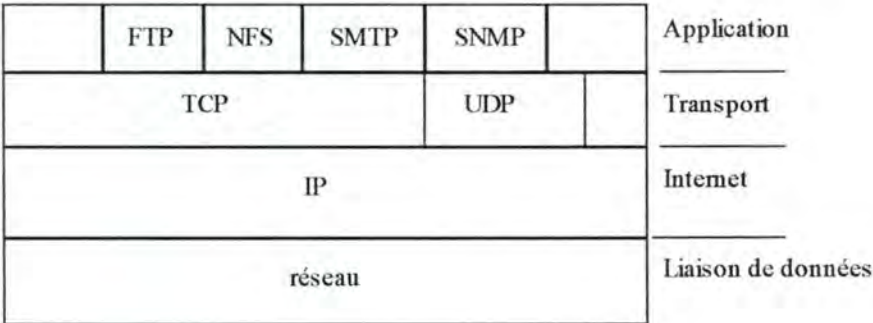 FTP NFS SMTP SNMP Application
TCP UDP Transport
IP Internet
réseau Liaison de données